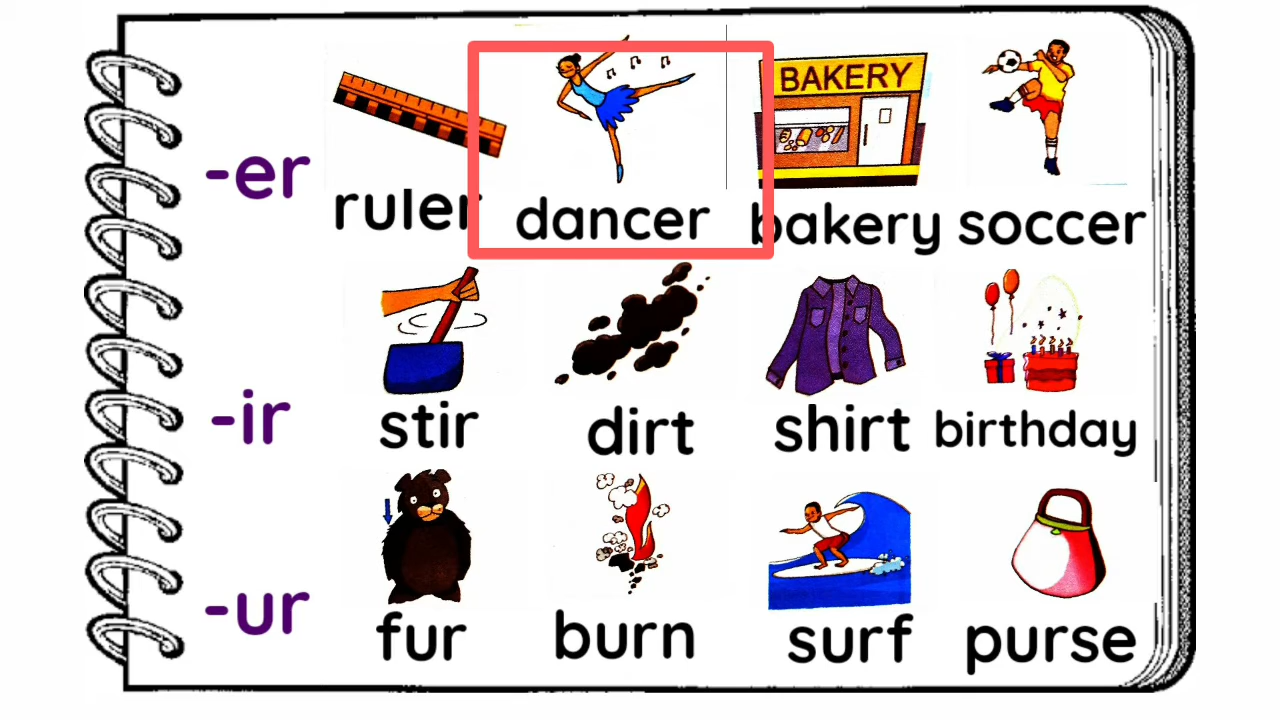 BAKERY
-er
ruler dancer bakery soccer
-ir
stir dirt shirt birthday
-ur
fur burn surf purse